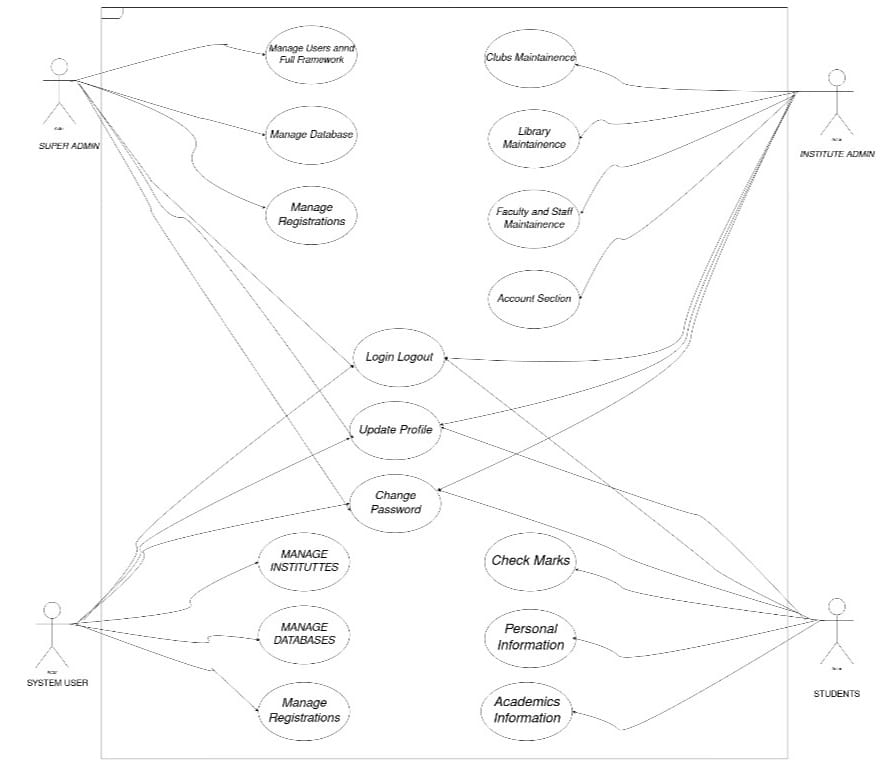 Manage Users annd
Full Framework
Clubs Maintainence
Manage Database
Library
Maintainence
SUPER ADMIN
INSTITUTE ADMIN
Manage
Registrations
Faculty and Staff
Maintainence
Account Section
Login Logout
Update Profile
Change
Password
MANAGE
INSTITUTTES
Check Marks
MANAGE
DATABASES
Personal
Information
SYSTEM USER
STUDENTS
Manage
Registrations
Academics
Information